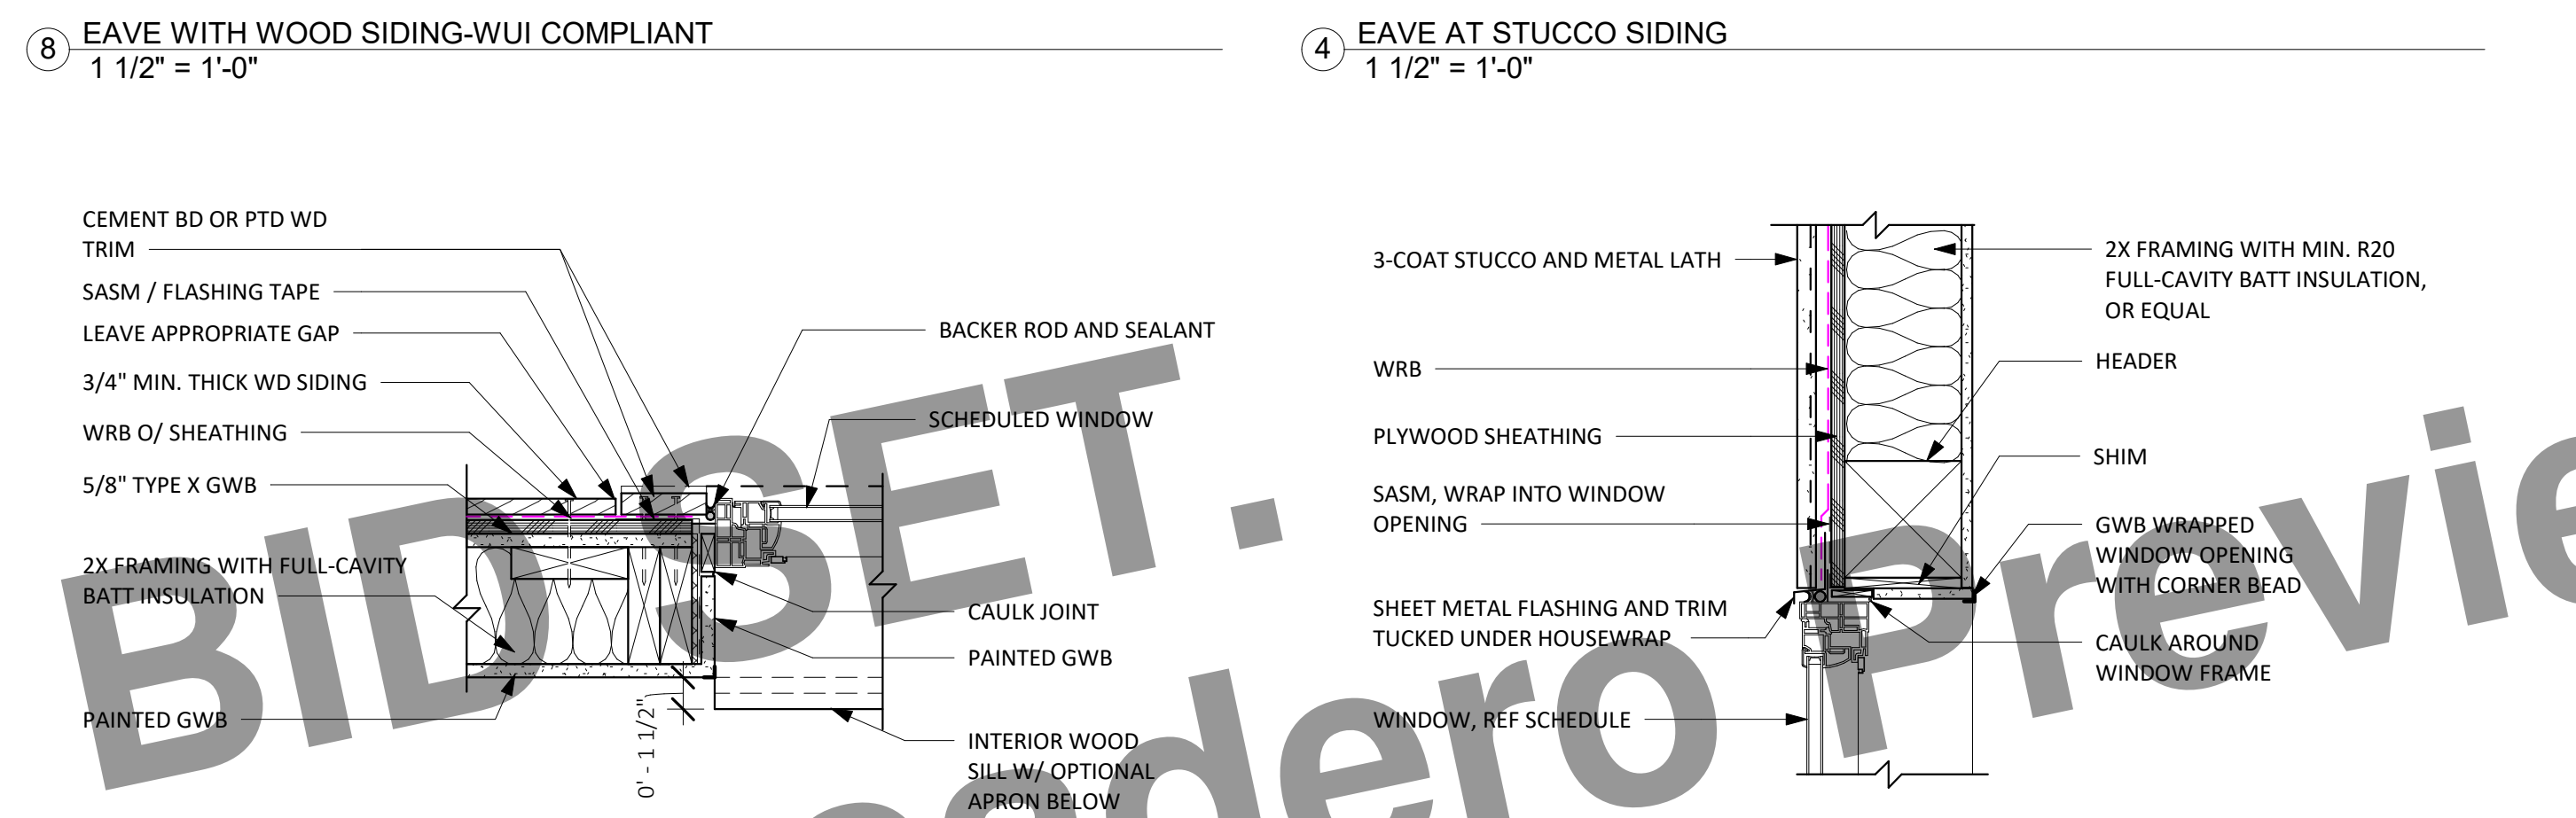 8 EAVE WITH WOOD SIDING-WUI COMPLIANT
1 1/2" = 1'-0"
4 EAVE AT STUCCO SIDING
1 1/2" = 1'-0"
CEMENT BD OR PTD WD
TRIM
SASM / FLASHING TAPE
LEAVE APPROPRIATE GAP
3/4" MIN. THICK WD SIDING
WRB O/ SHEATHING
5/8" TYPE X GWB
2X FRAMING WITH FULL-CAVITY
BATT INSULATION
PAINTED GWB
BACKER ROD AND SEALANT
SCHEDULED WINDOW
CAULK JOINT
PAINTED GWB
INTERIOR WOOD
SILL W/ OPTIONAL
APRON BELOW
0' - 1 1/2"
3-COAT STUCCO AND METAL LATH
WRB
PLYWOOD SHEATHING
SASM, WRAP INTO WINDOW
OPENING
SHEET METAL FLASHING AND TRIM
TUCKED UNDER HOUSEWRAP
WINDOW, REF SCHEDULE
2X FRAMING WITH MIN. R20
FULL-CAVITY BATT INSULATION,
OR EQUAL
HEADER
SHIM
GWB WRAPPED
WINDOW OPENING
WITH CORNER BEAD
CAULK AROUND
WINDOW FRAME
BID SET.